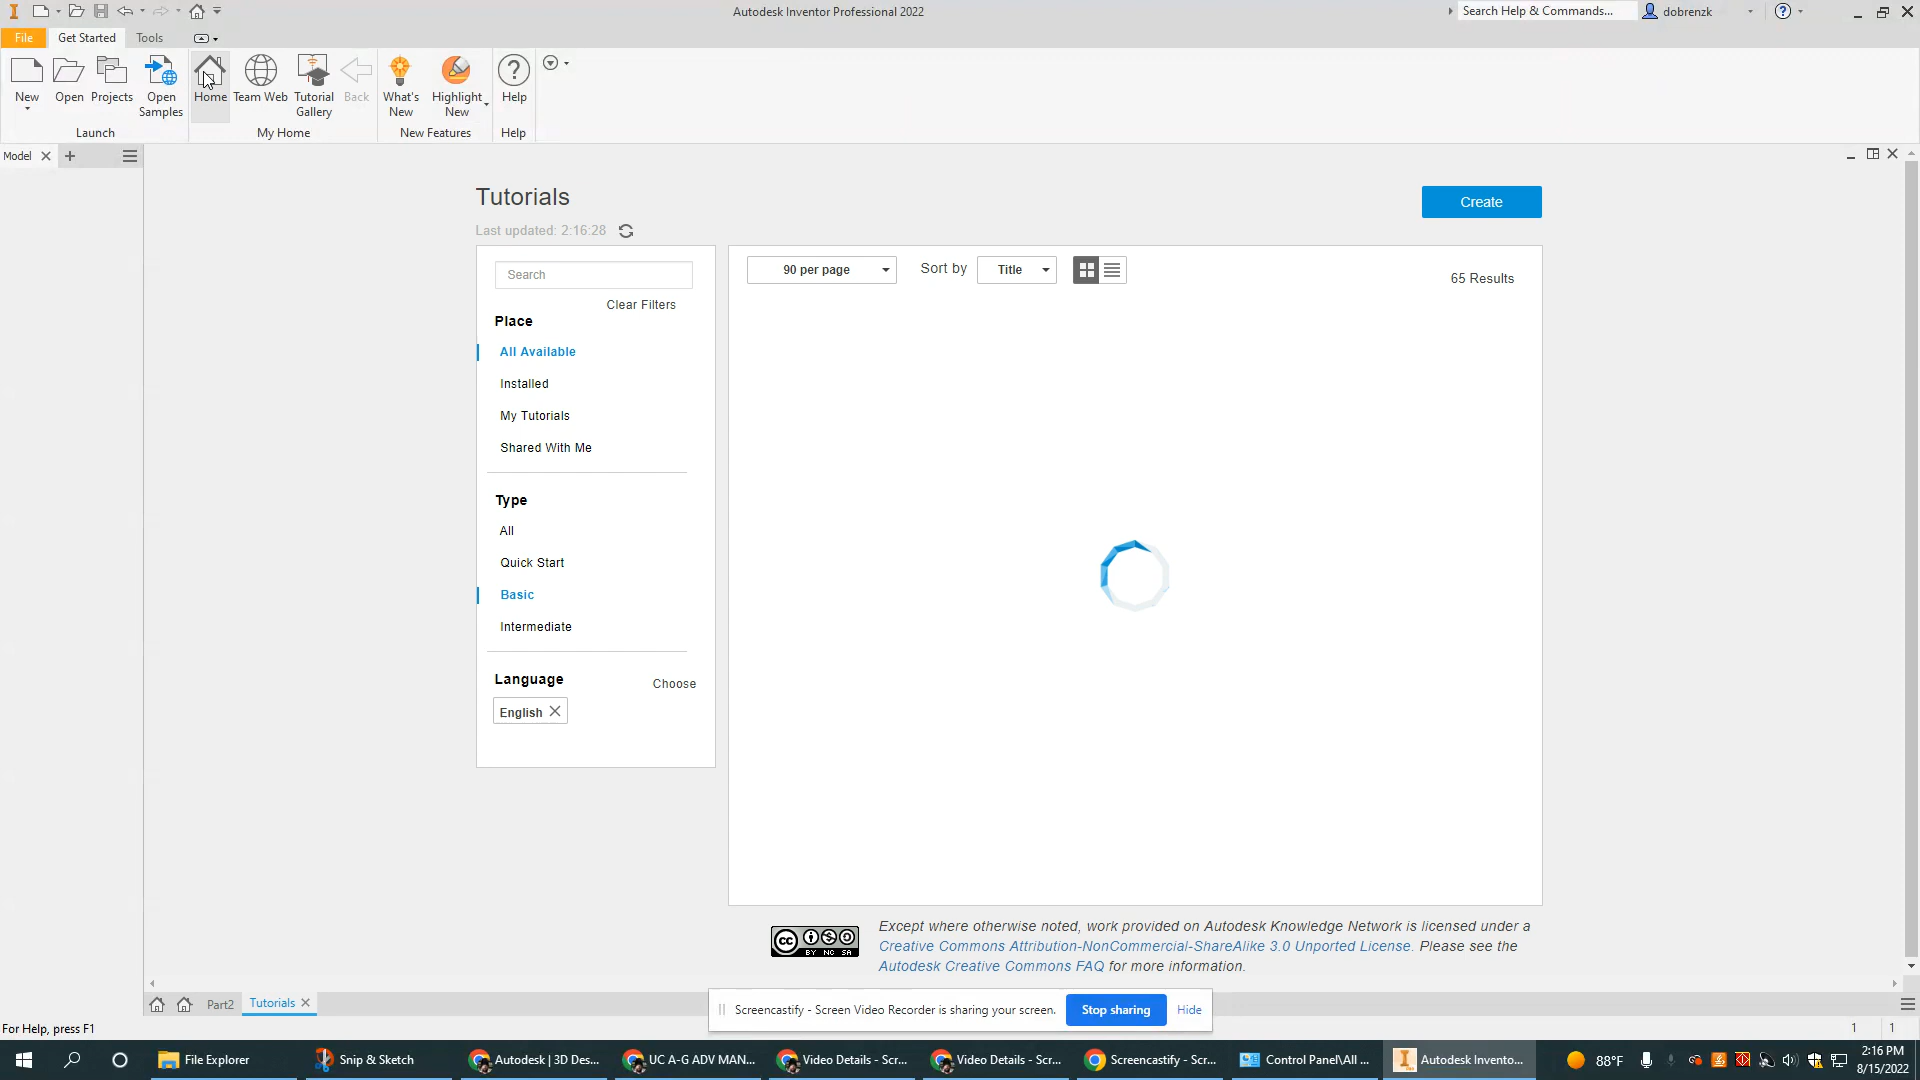 Autodesk Inventor Professional 2022
Search Help & Commands...
dobrenzk
File
Get Started
Tools
New
Open
Projects
Open Samples
Home
Team Web
Tutorial Gallery
Back
What's New
Highlight New
Help
Launch
My Home
New Features
Help
Model
Tutorials
Create
Last updated: 2:16:28
Search
Clear Filters
Place
All Available
Installed
My Tutorials
Shared With Me
Type
All
Quick Start
Basic
Intermediate
Language
Choose
English
90 per page
Sort by
Title
65 Results
cc
BY NC SA
Except where otherwise noted, work provided on Autodesk Knowledge Network is licensed under a
Creative Commons Attribution-NonCommercial-ShareAlike 3.0 Unported License. Please see the
Autodesk Creative Commons FAQ for more information.
Part2
Tutorials
Screencastify - Screen Video Recorder is sharing your screen.
Stop sharing
Hide
For Help, press F1
1
1
File Explorer
Snip & Sketch
Autodesk | 3D Des...
UC A-G ADV MAN...
Video Details - Scr...
Video Details - Scr...
Screencastify - Scr...
Control Panel\All ...
Autodesk Invento...
88°F
2:16 PM
8/15/2022